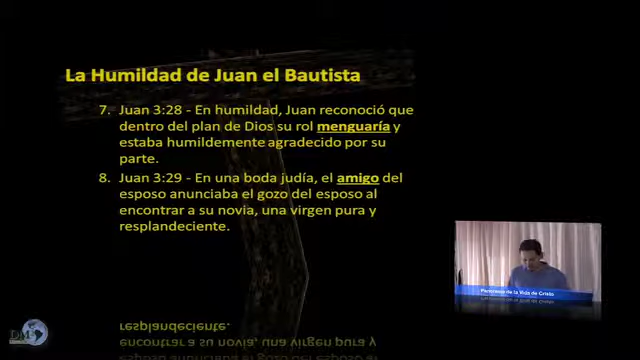 La Humildad de Juan el Bautista
7. Juan 3:28 - En humildad, Juan reconoció que
dentro del plan de Dios su rol menguaría y
estaba humildemente agradecido por su
parte.
8. Juan 3:29 - En una boda judía, el amigo del
esposo anunciaba el gozo del esposo al
encontrar a su novia, una virgen pura y
resplandeciente.
Panorama de la Vida de Cristo